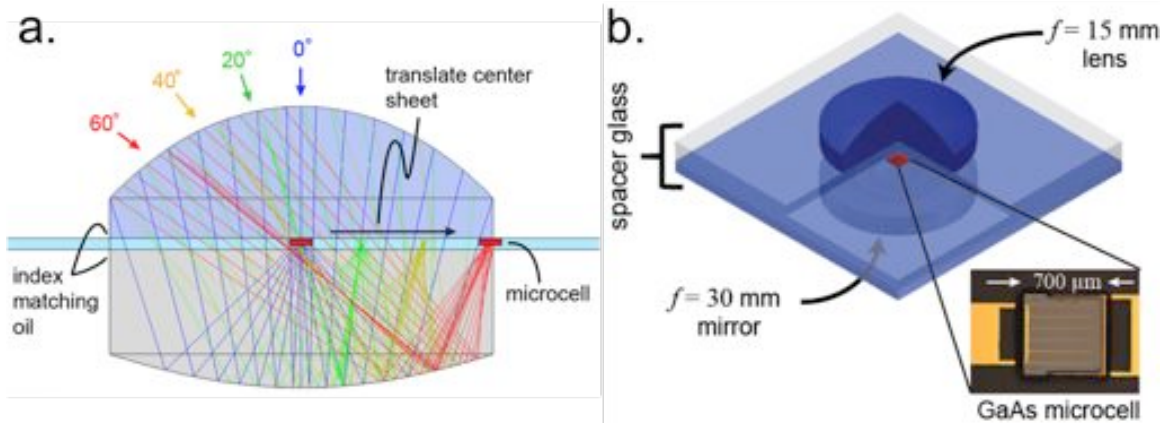 a.
60°
40°
20°
0°
translate center
sheet
index
matching
oil
microcell
b.
f = 15 mm
lens
spacer glass
f = 30 mm
mirror
700 μm
GaAs microcell